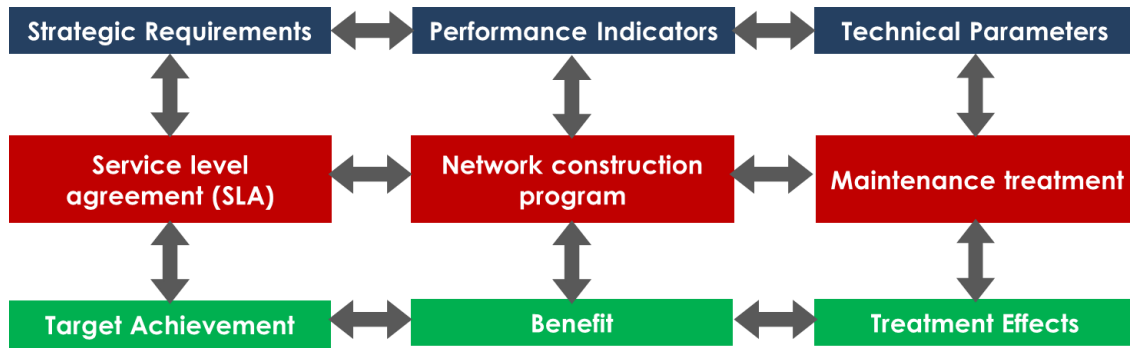 Strategic Requirements
Performance Indicators
Technical Parameters
Service level
agreement (SLA)
Network construction
program
Maintenance treatment
Target Achievement
Benefit
Treatment Effects